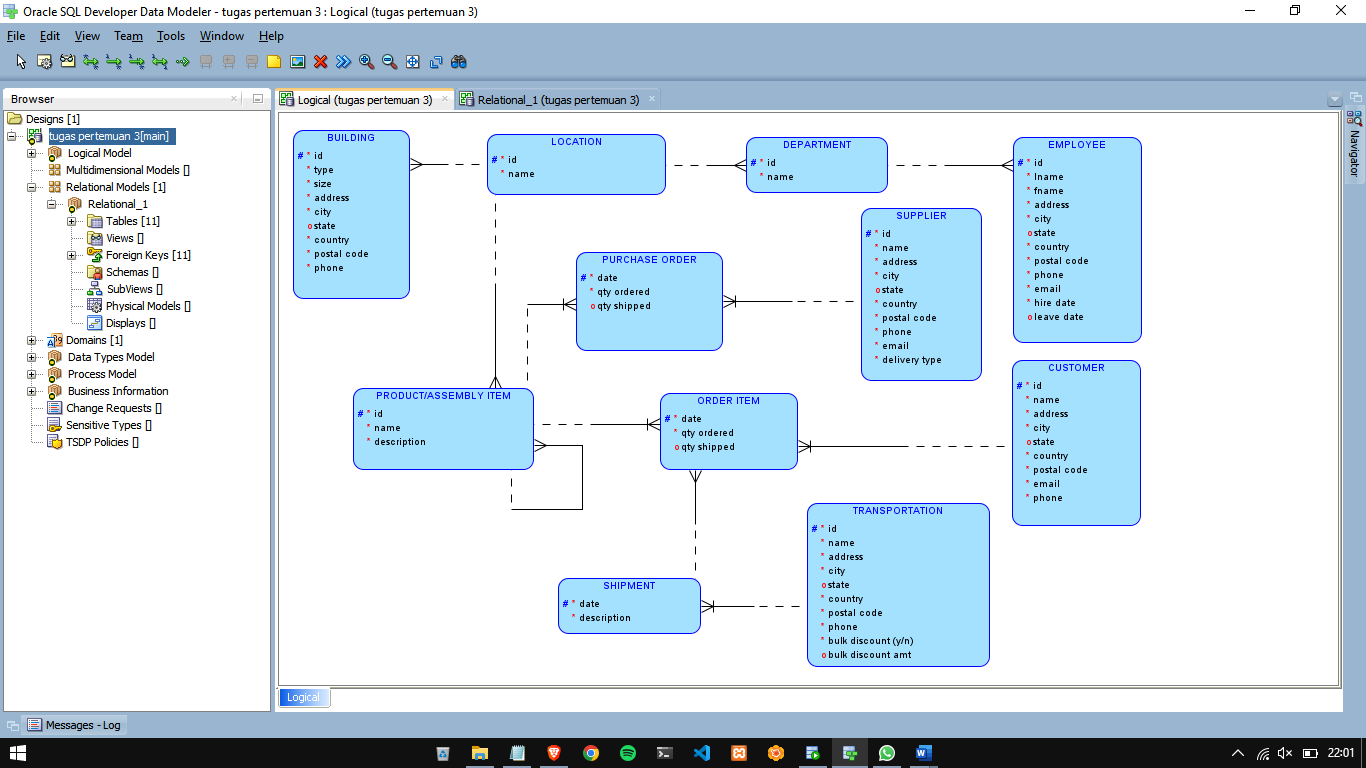 Oracle SQL Developer Data Modeler - tugas pertemuan 3 : Logical (tugas pertemuan 3)
File Edit View Team Tools Window Help
Browser
Designs [1]
tugas pertemuan 3[main]
Logical Model
Multidimensional Models []
Relational Models [1]
Relational_1
Tables [11]
Views []
Foreign Keys [11]
Schemas []
SubViews []
Physical Models []
Displays []
Domains [1]
Data Types Model
Process Model
Business Information
Change Requests []
Sensitive Types []
TSDP Policies []
Logical (tugas pertemuan 3)
Relational_1 (tugas pertemuan 3)
Navigator
BUILDING
# * id
* type
* size
* address
* city
o state
* country
* postal code
* phone
LOCATION
# * id
* name
DEPARTMENT
# * id
* name
EMPLOYEE
# * id
* lname
* fname
* address
* city
o state
* country
* postal code
* phone
* email
* hire date
o leave date
SUPPLIER
# * id
* name
* address
* city
o state
* country
* postal code
* phone
* email
* delivery type
PURCHASE ORDER
# * date
* qty ordered
o qty shipped
PRODUCT/ASSEMBLY ITEM
# * id
* name
* description
ORDER ITEM
# * date
* qty ordered
o qty shipped
CUSTOMER
# * id
* name
* address
* city
o state
* country
* postal code
* email
* phone
TRANSPORTATION
# * id
* name
* address
* city
o state
* country
* postal code
* phone
* bulk discount (y/n)
o bulk discount amt
SHIPMENT
# * date
* description
Logical
Messages - Log
22:01